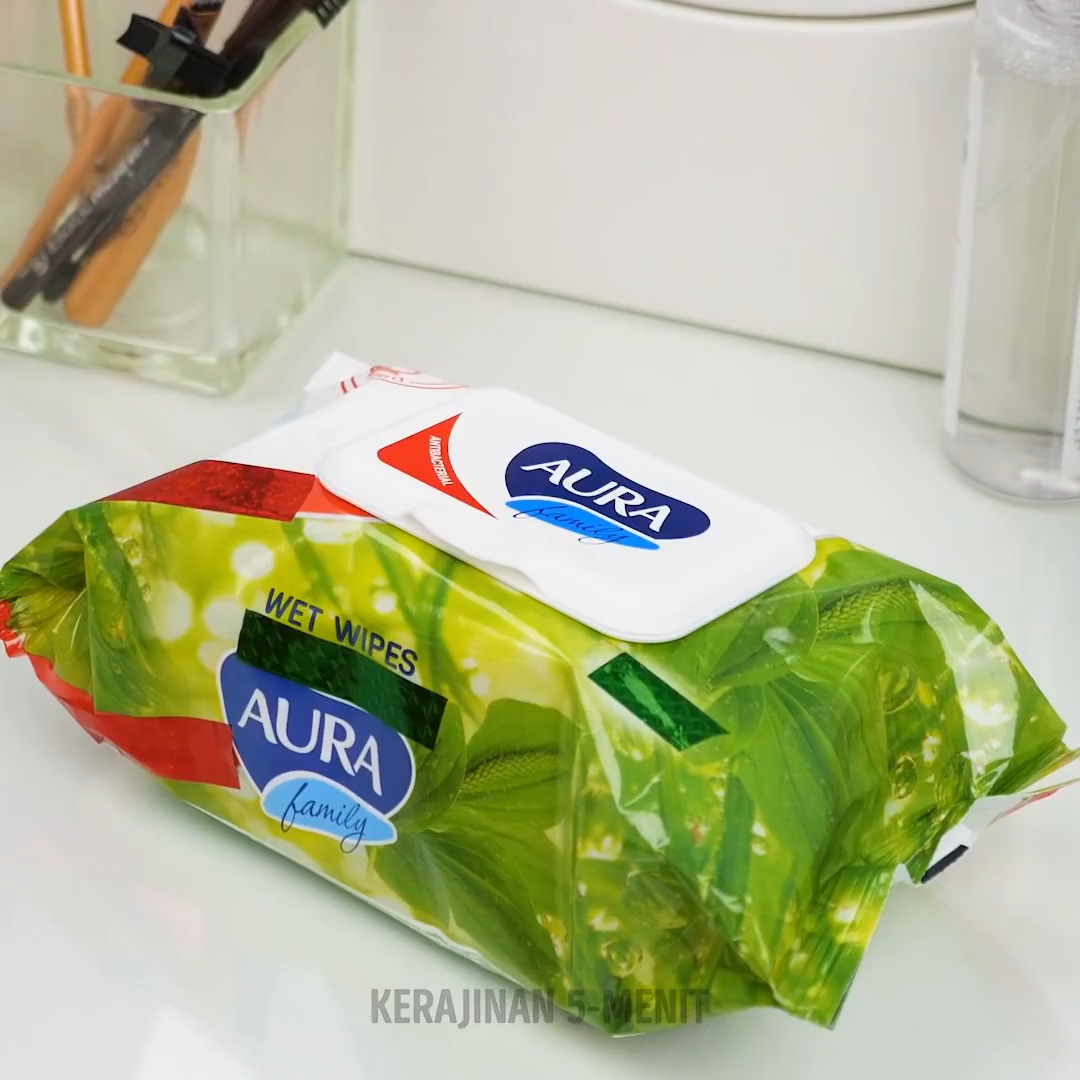 ANTIBACTERIAL
AURA
family
WET WIPES
AURA
family
KERAJINAN 5-MENIT